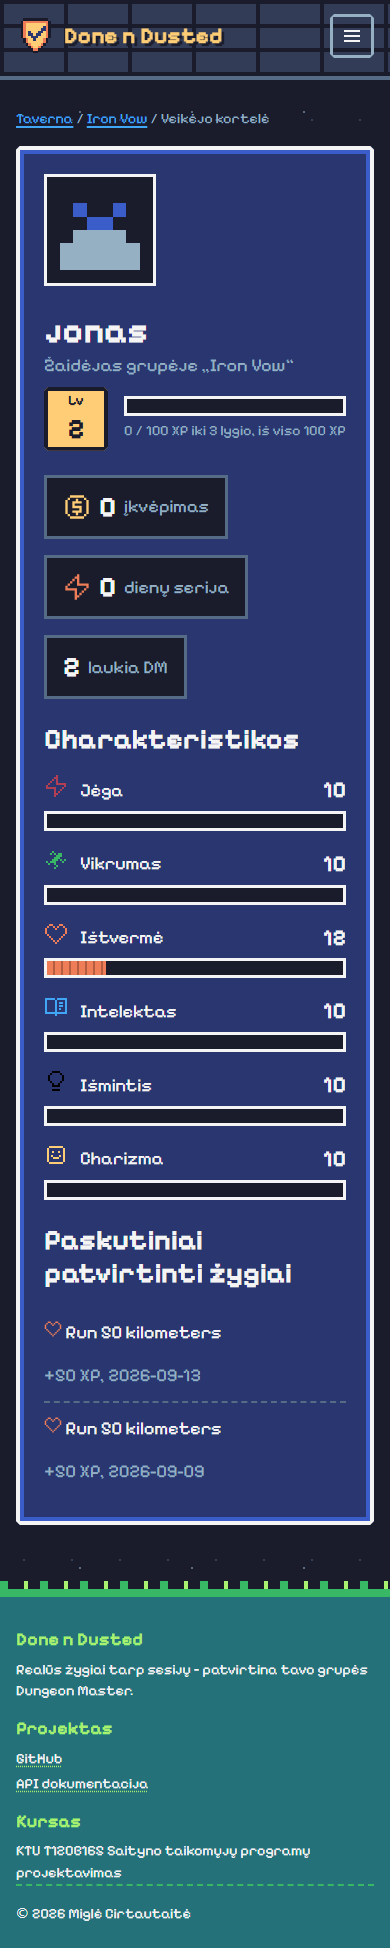 Done n Dusted
Taverna / Iron Vow / Veikėjo kortelė
Jonas
Žaidėjas grupėje „Iron Vow“
Lv
2
0 / 100 XP iki 3 lygio, iš viso 100 XP
0 įkvėpimas
0 dienų serija
2 laukia DM
Charakteristikos
Jėga 10
Vikrumas 10
Ištvermė 12
Intelektas 10
Išmintis 10
Charizma 10
Paskutiniai
patvirtinti žygiai
Run 50 kilometers
+50 XP, 2026-09-13
Run 50 kilometers
+50 XP, 2026-09-09
Done n Dusted
Realūs žygiai tarp sesijų - patvirtina tavo grupės
Dungeon Master.
Projektas
GitHub
API dokumentacija
Kursas
KTU T120B165 Saityno taikomųjų programų
projektavimas
© 2026 Miglė Girtautaitė